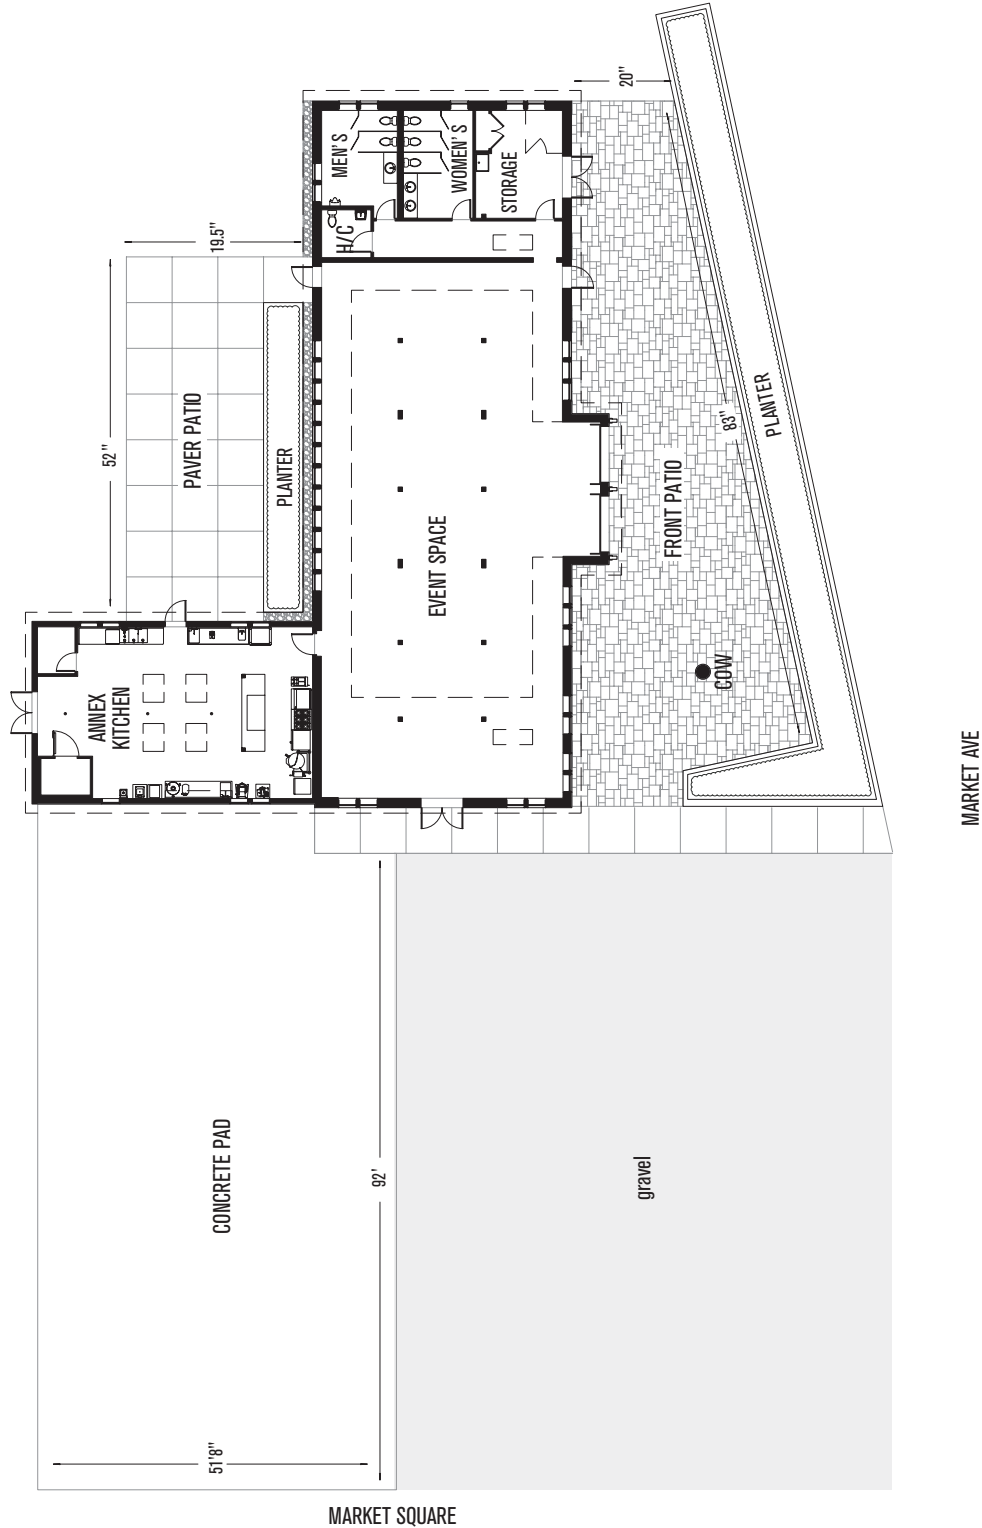 20"
MEN'S
WOMEN'S
STORAGE
H/C
19.5"
PAVER PATIO
52"
PLANTER
EVENT SPACE
FRONT PATIO
83"
PLANTER
COW
ANNEX
KITCHEN
MARKET AVE
CONCRETE PAD
92'
gravel
51'8"
MARKET SQUARE